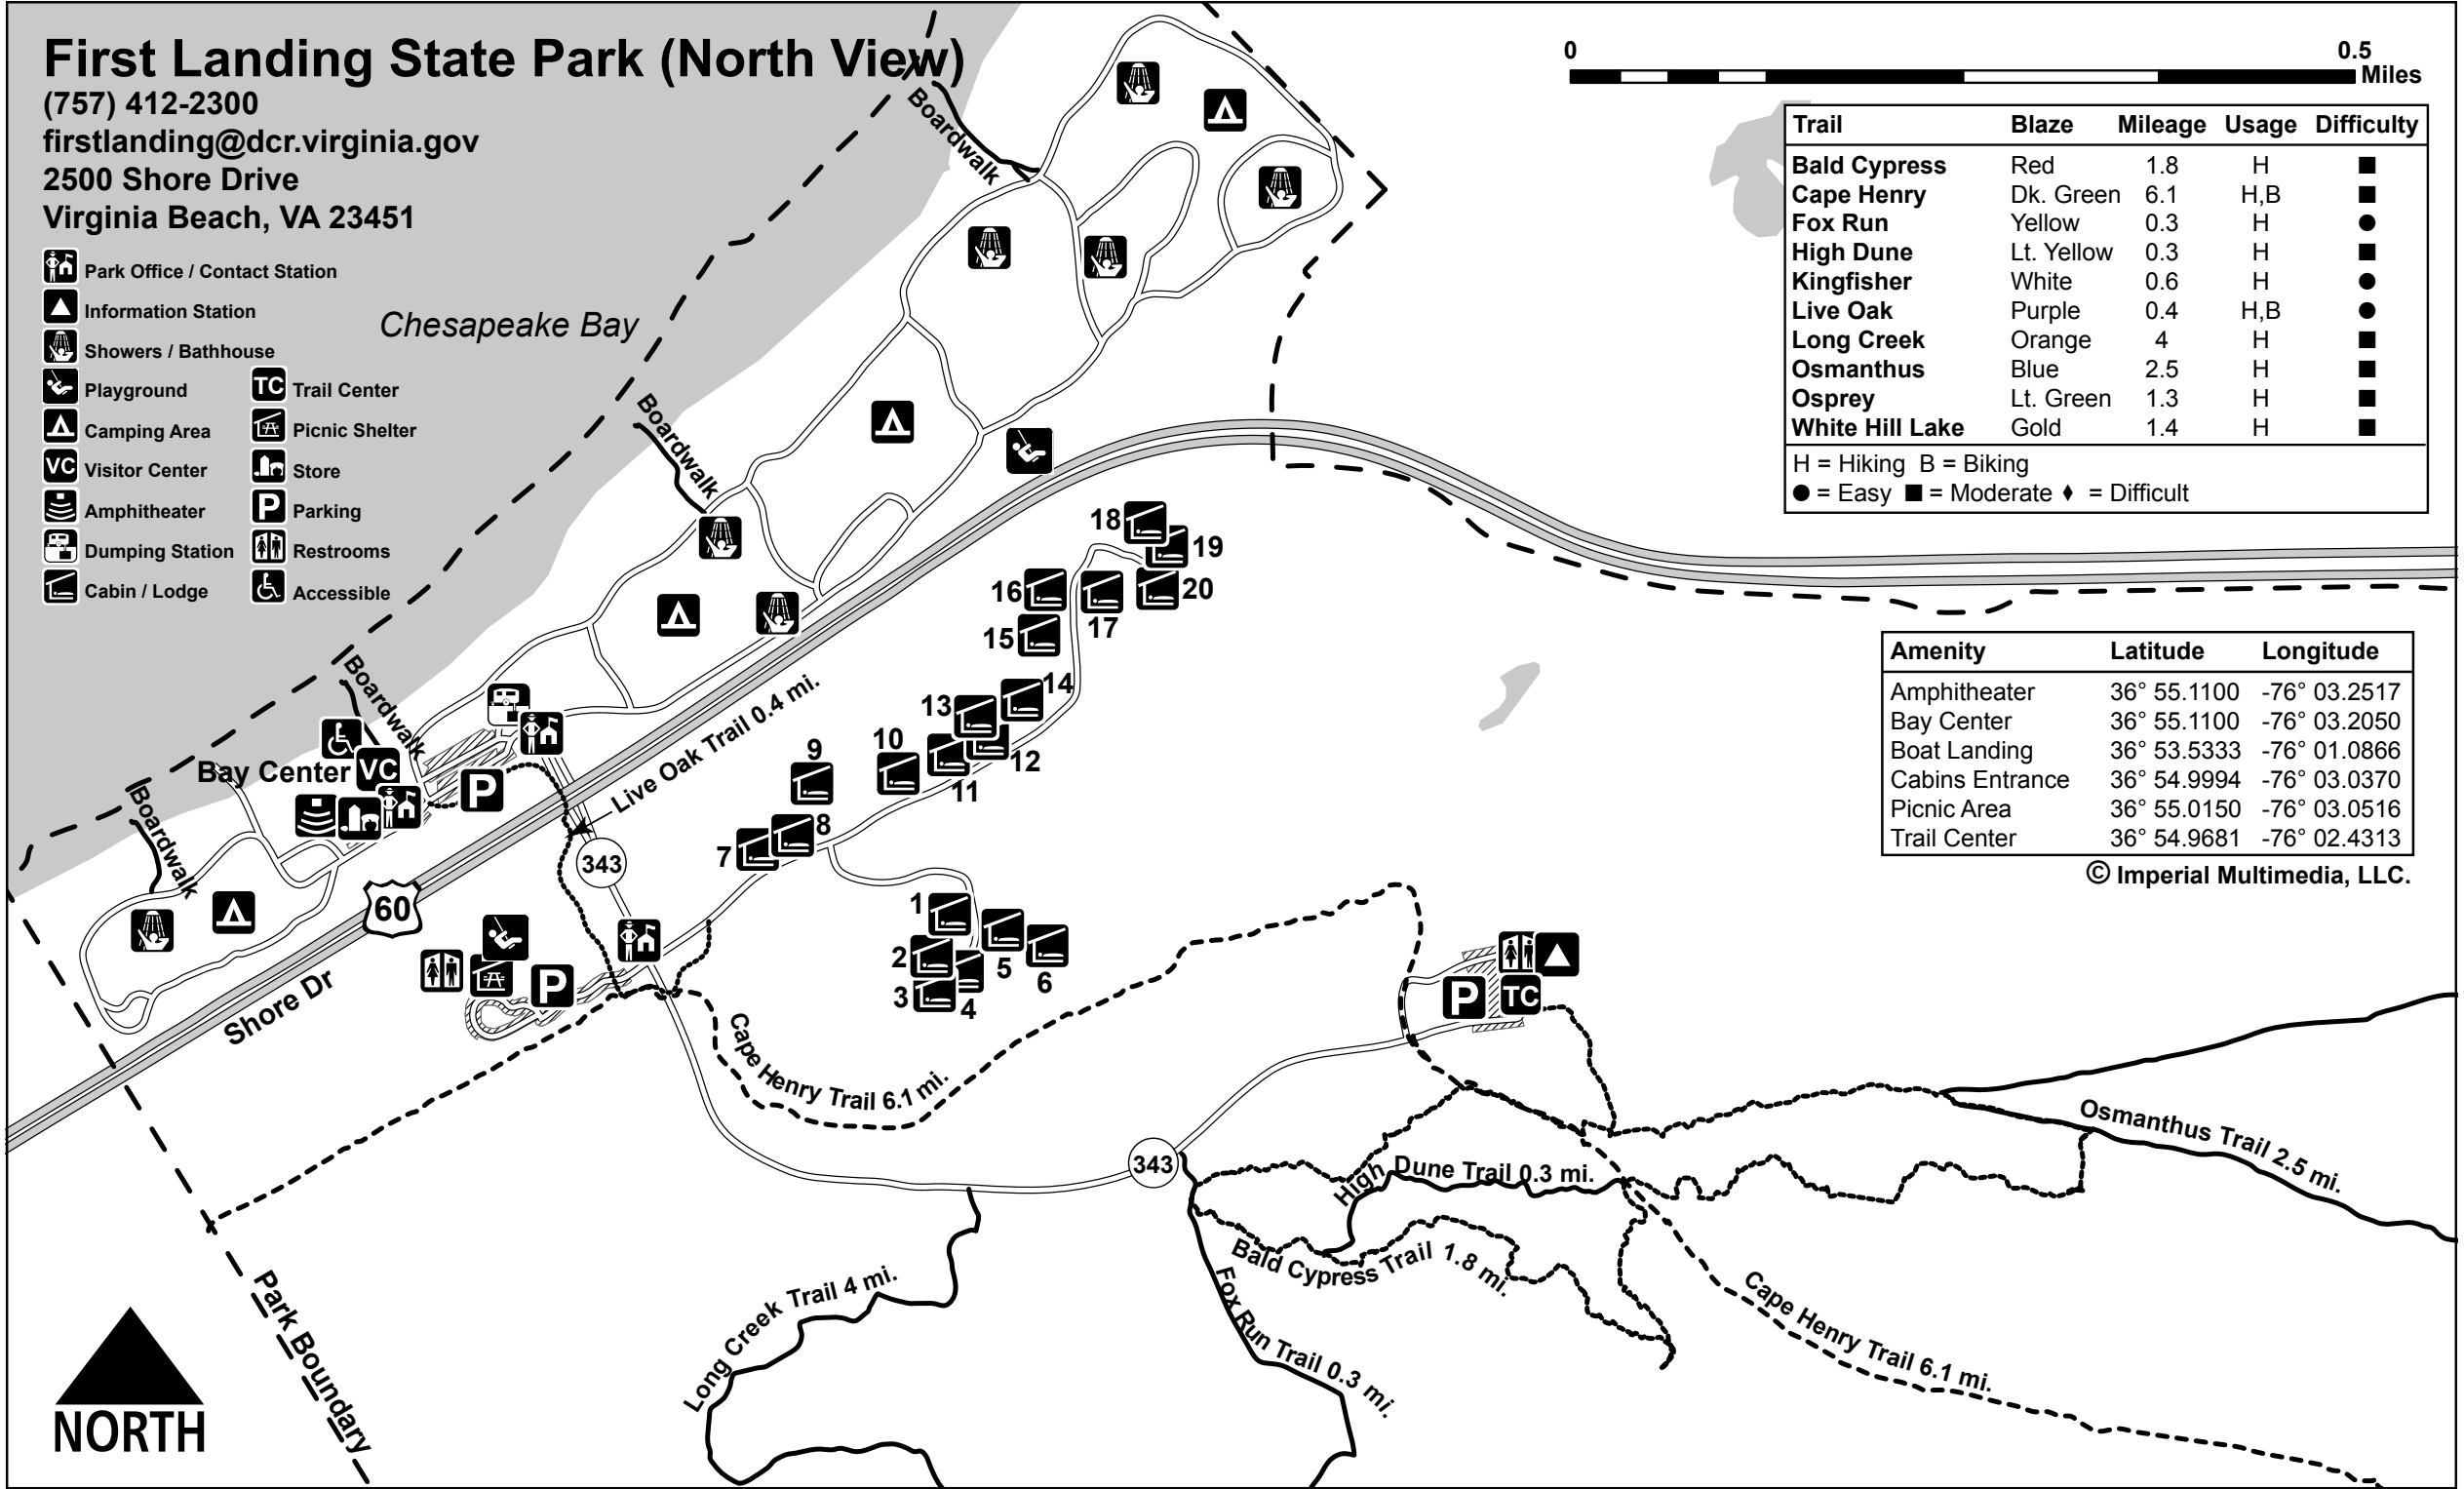 First Landing State Park (North View)
(757) 412-2300
firstlanding@dcr.virginia.gov
2500 Shore Drive
Virginia Beach, VA 23451
Park Office / Contact Station
Information Station
Showers / Bathhouse
Playground
Camping Area
VC Visitor Center
Amphitheater
Dumping Station
Cabin / Lodge
TC Trail Center
Picnic Shelter
Store
P Parking
Restrooms
Accessible
Chesapeake Bay
0 0.5
Miles
Trail Blaze Mileage Usage Difficulty
Bald Cypress Red 1.8 H ■
Cape Henry Dk. Green 6.1 H,B ■
Fox Run Yellow 0.3 H ●
High Dune Lt. Yellow 0.3 H ■
Kingfisher White 0.6 H ●
Live Oak Purple 0.4 H,B ●
Long Creek Orange 4 H ■
Osmanthus Blue 2.5 H ■
Osprey Lt. Green 1.3 H ■
White Hill Lake Gold 1.4 H ■
H = Hiking B = Biking
● = Easy ■ = Moderate ♦ = Difficult
Amenity Latitude Longitude
Amphitheater 36° 55.1100 -76° 03.2517
Bay Center 36° 55.1100 -76° 03.2050
Boat Landing 36° 53.5333 -76° 01.0866
Cabins Entrance 36° 54.9994 -76° 03.0370
Picnic Area 36° 55.0150 -76° 03.0516
Trail Center 36° 54.9681 -76° 02.4313
© Imperial Multimedia, LLC.
Boardwalk
Boardwalk
Boardwalk
Boardwalk
18
19
16
20
17
15
14
13
12
10
11
9
8
7
1
2
3
4
5
6
Bay Center
VC
P
Live Oak Trail 0.4 mi.
343
60
Shore Dr
P
P
TC
Cape Henry Trail 6.1 mi.
343
High Dune Trail 0.3 mi.
Osmanthus Trail 2.5 mi.
Bald Cypress Trail 1.8 mi.
Fox Run Trail 0.3 mi.
Long Creek Trail 4 mi.
Cape Henry Trail 6.1 mi.
Park Boundary
NORTH